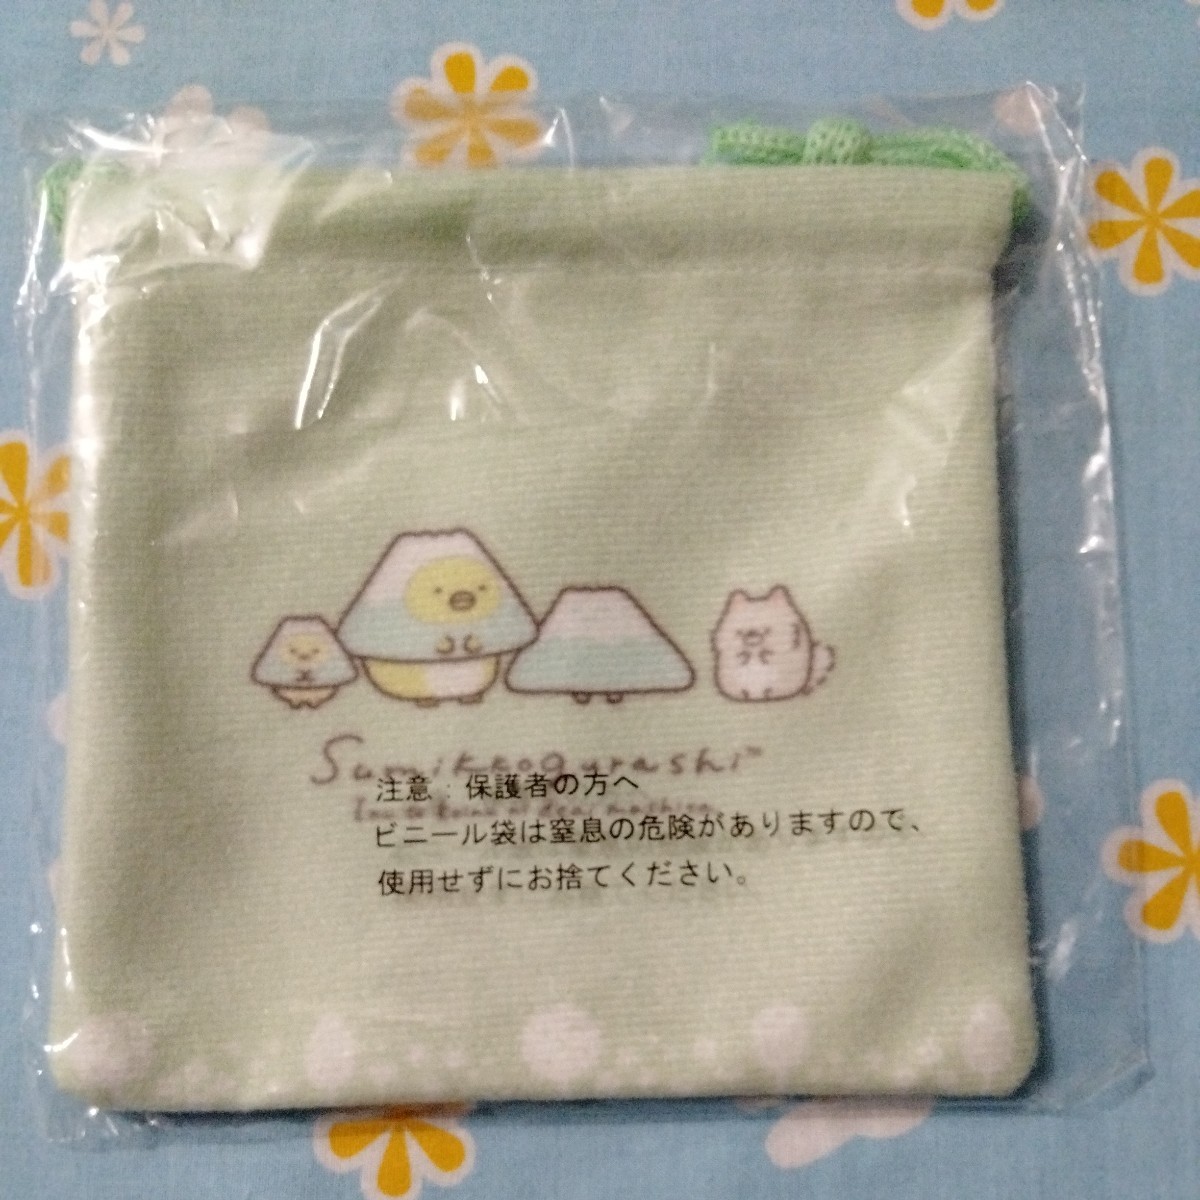 Sumikkogurashi™
注意:保護者の方へ
ビニール袋は窒息の危険がありますので、
使用せずにお捨てください。